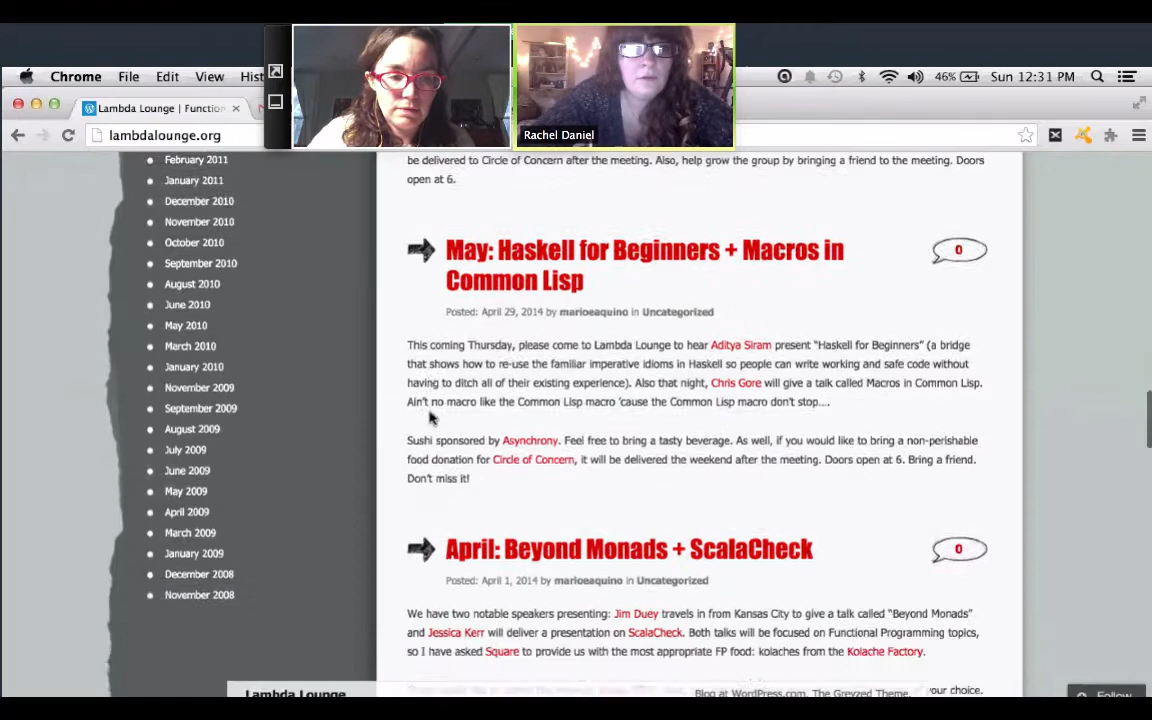 Chrome File Edit View Hist
46% Sun 12:31 PM
Lambda Lounge | Function
lambdalounge.org
Rachel Daniel
February 2011
January 2011
December 2010
November 2010
October 2010
September 2010
August 2010
June 2010
May 2010
March 2010
January 2010
November 2009
September 2009
August 2009
July 2009
June 2009
May 2009
April 2009
March 2009
January 2009
December 2008
November 2008
be delivered to Circle of Concern after the meeting. Also, help grow the group by bringing a friend to the meeting. Doors
open at 6.
May: Haskell for Beginners + Macros in
Common Lisp
0
Posted: April 29, 2014 by marioeaquino in Uncategorized
This coming Thursday, please come to Lambda Lounge to hear Aditya Siram present “Haskell for Beginners” (a bridge
that shows how to re-use the familiar imperative idioms in Haskell so people can write working and safe code without
having to ditch all of their existing experience). Also that night, Chris Gore will give a talk called Macros in Common Lisp.
Ain’t no macro like the Common Lisp macro ‘cause the Common Lisp macro don’t stop....
Sushi sponsored by Asynchrony. Feel free to bring a tasty beverage. As well, if you would like to bring a non-perishable
food donation for Circle of Concern, it will be delivered the weekend after the meeting. Doors open at 6. Bring a friend.
Don’t miss it!
April: Beyond Monads + ScalaCheck
0
Posted: April 1, 2014 by marioeaquino in Uncategorized
We have two notable speakers presenting: Jim Duey travels in from Kansas City to give a talk called “Beyond Monads”
and Jessica Kerr will deliver a presentation on ScalaCheck. Both talks will be focused on Functional Programming topics,
so I have asked Square to provide us with the most appropriate FP food: kolaches from the Kolache Factory.
your choice.
Lambda Lounge
Blog at WordPress.com. The Greyzed Theme.
Follow